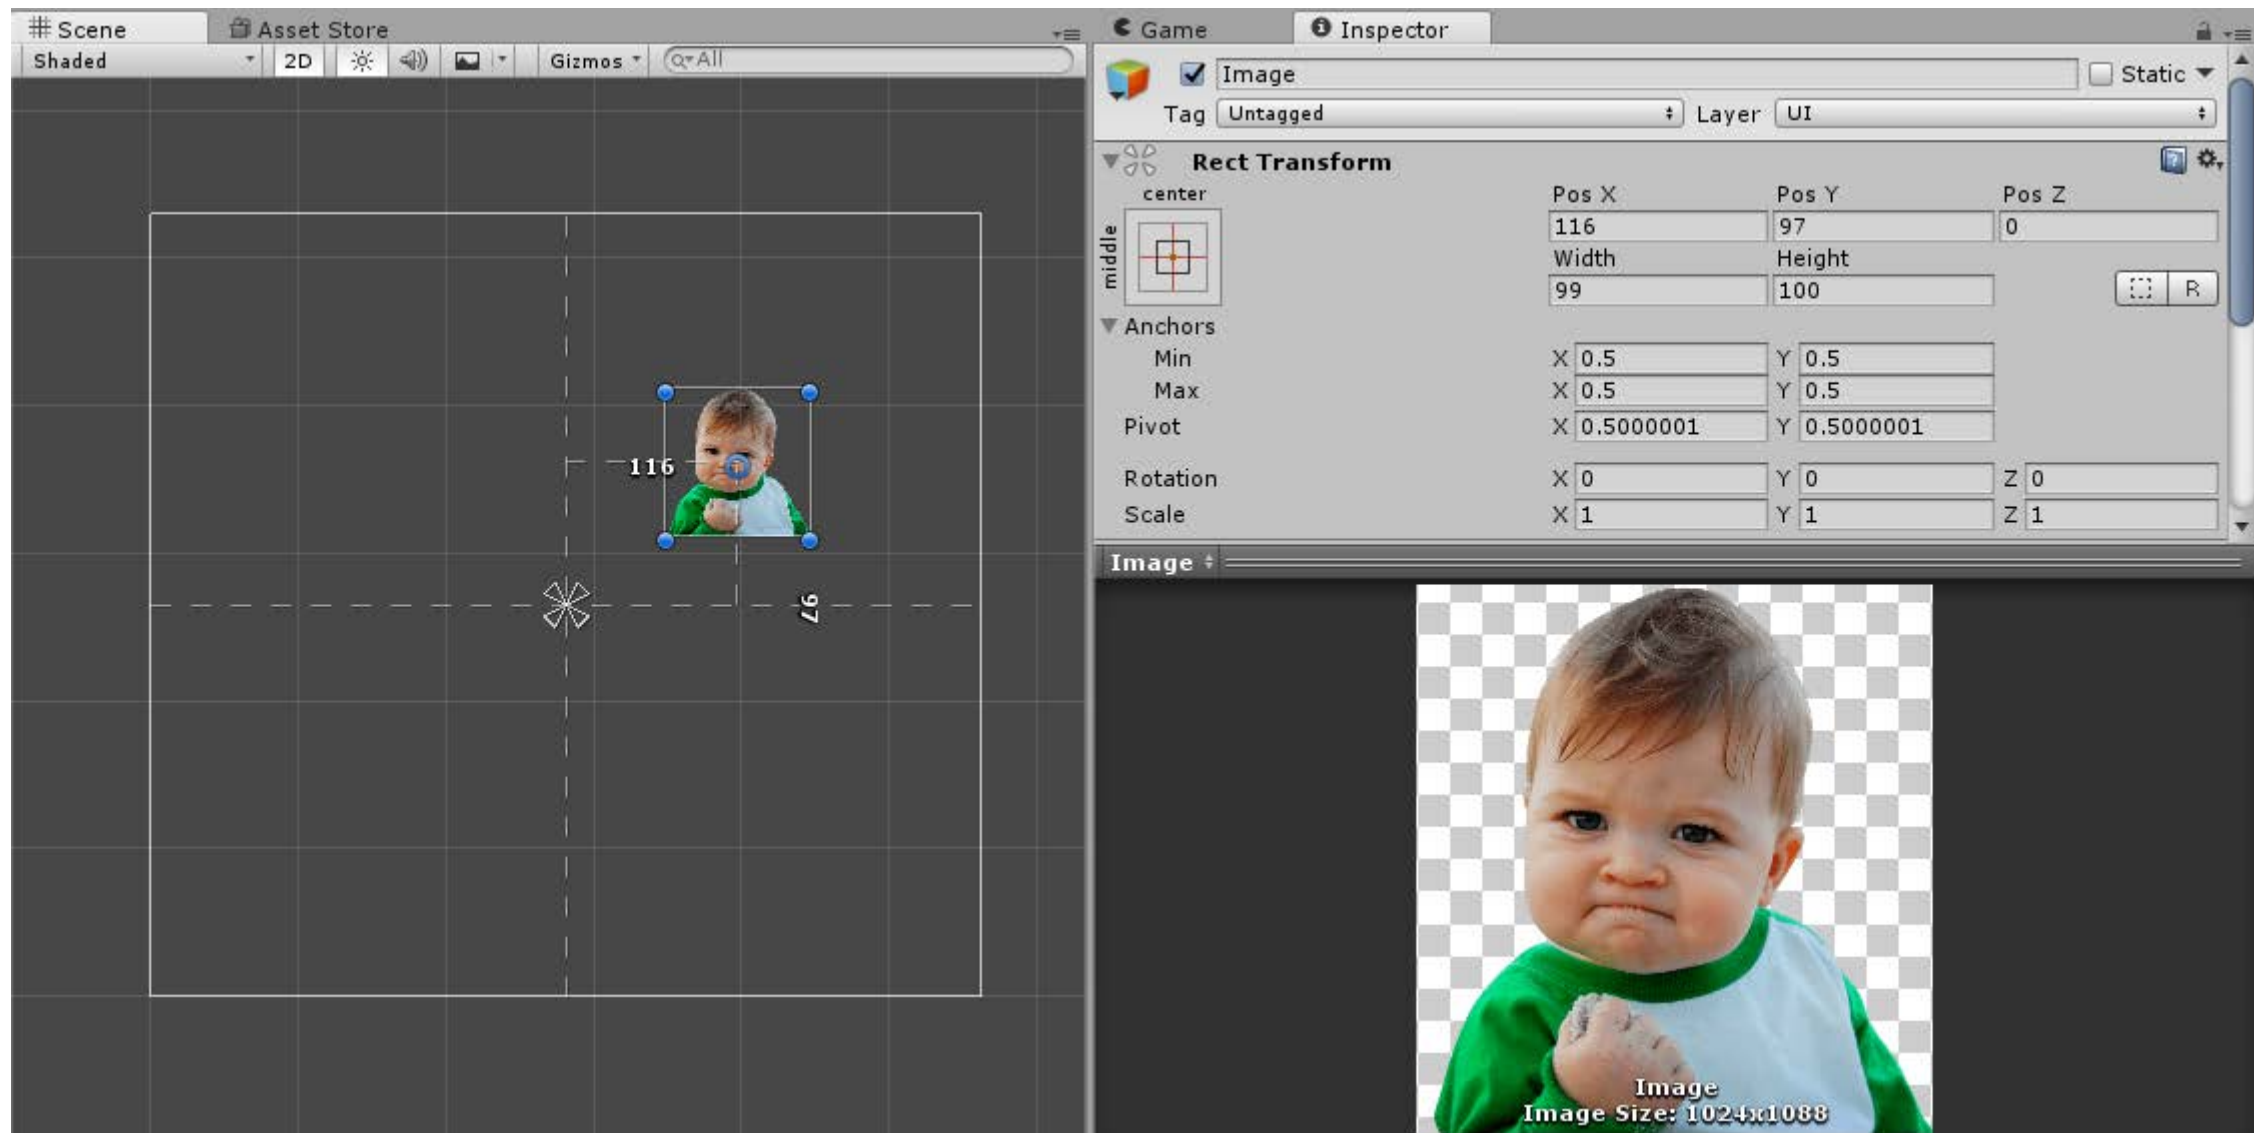 Scene
Asset Store
Shaded
2D
Gizmos
All
116
97
Game
Inspector
Image
Static
Tag
Untagged
Layer
UI
Rect Transform
center
middle
Pos X
Pos Y
Pos Z
116
97
0
Width
Height
99
100
R
Anchors
Min
X 0.5
Y 0.5
Max
X 0.5
Y 0.5
Pivot
X 0.5000001
Y 0.5000001
Rotation
X 0
Y 0
Z 0
Scale
X 1
Y 1
Z 1
Image
Image
Image Size: 1024x1088